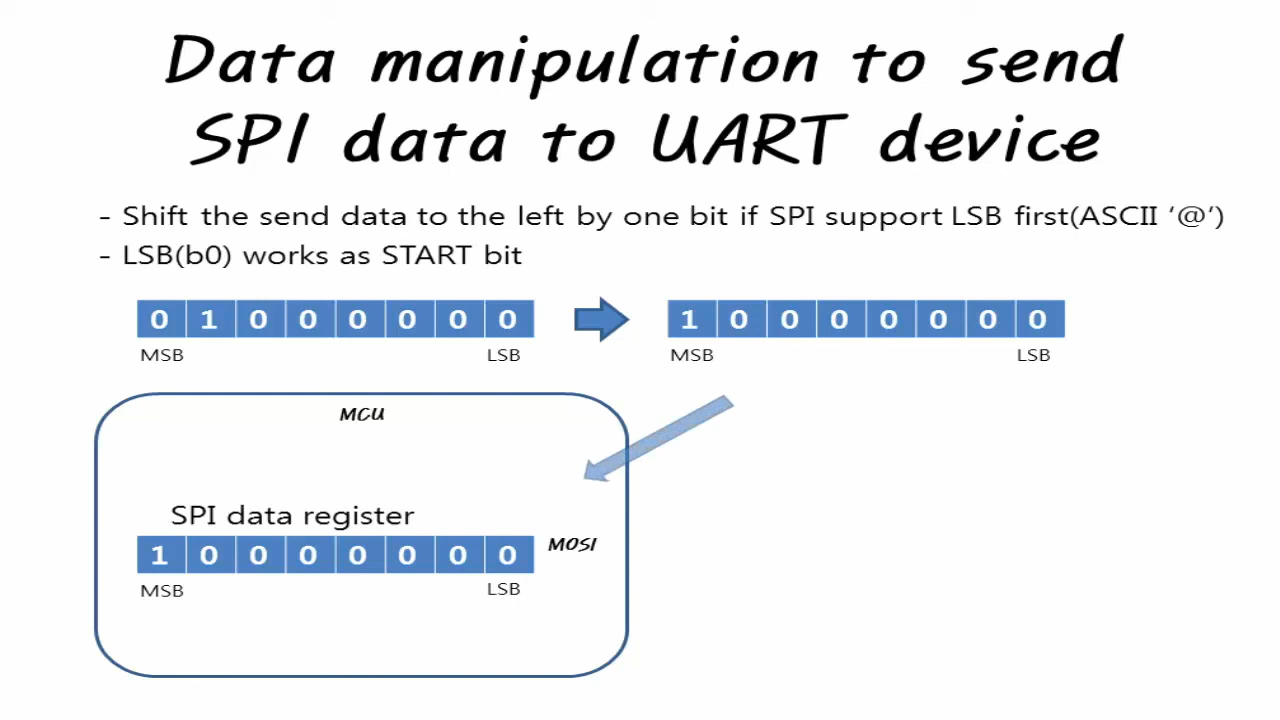 Data manipulation to send
SPI data to UART device
- Shift the send data to the left by one bit if SPI support LSB first(ASCII ‘@’)
- LSB(b0) works as START bit
0 1 0 0 0 0 0 0 1 0 0 0 0 0 0 0
MSB LSB MSB LSB
MCU
SPI data register
1 0 0 0 0 0 0 0 MOSI
MSB LSB